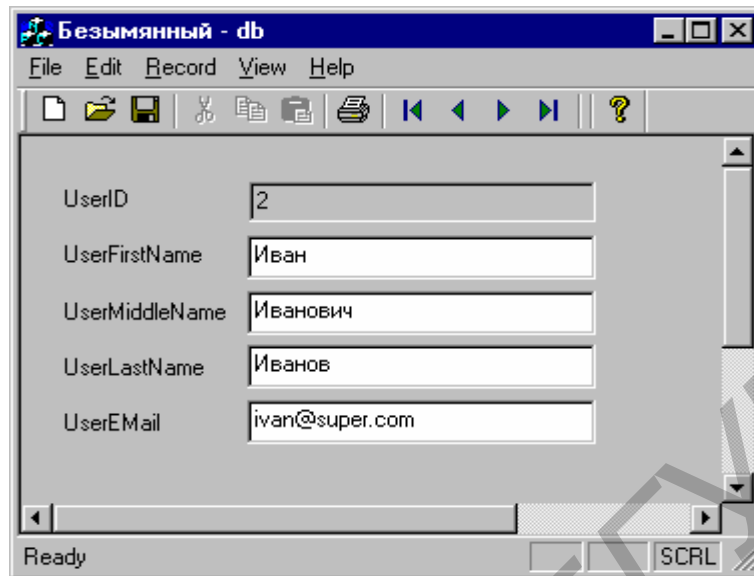 Безымянный - db
File Edit Record View Help
UserID 2
UserFirstName Иван
UserMiddleName Иванович
UserLastName Иванов
UserEMail ivan@super.com
Ready SCRL